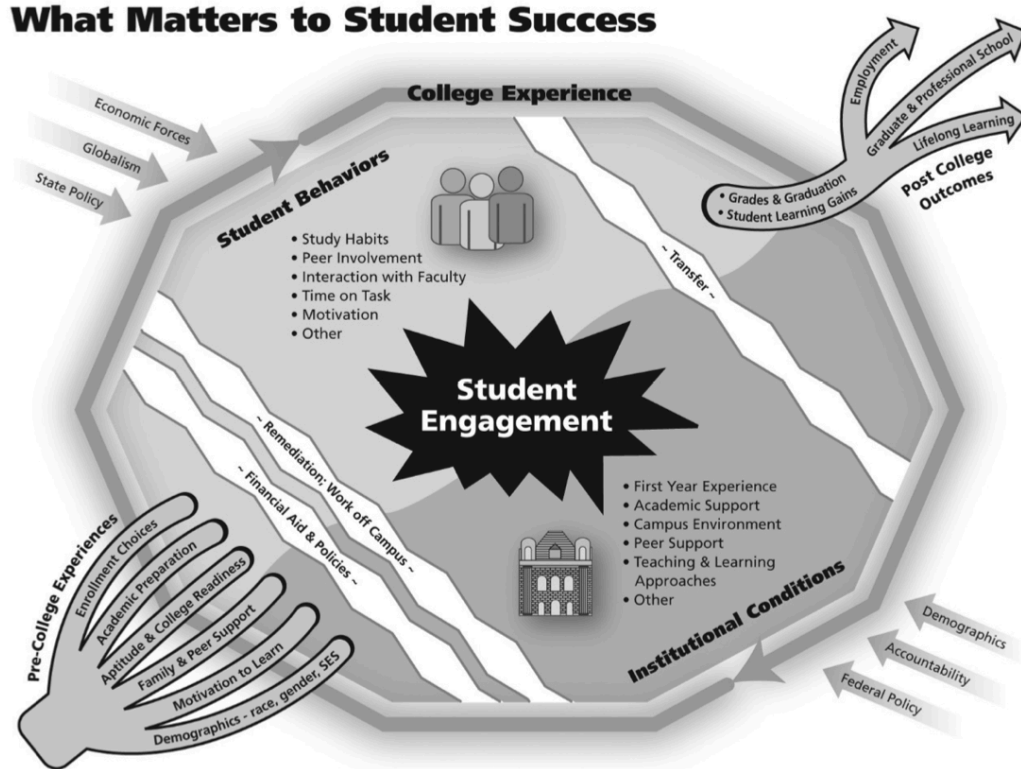 What Matters to Student Success
College Experience
Economic Forces
Globalism
State Policy
Student Behaviors
• Study Habits
• Peer Involvement
• Interaction with Faculty
• Time on Task
• Motivation
• Other
~ Transfer ~
Employment
Graduate & Professional School
Lifelong Learning
• Grades & Graduation
• Student Learning Gains
Post College
Outcomes
Student
Engagement
~ Remediation; Work off Campus ~
~ Financial Aid & Policies ~
• First Year Experience
• Academic Support
• Campus Environment
• Peer Support
• Teaching & Learning
Approaches
• Other
Institutional Conditions
Pre-College Experiences
Enrollment Choices
Academic Preparation
Aptitude & College Readiness
Family & Peer Support
Motivation to Learn
Demographics - race, gender, SES
Demographics
Accountability
Federal Policy